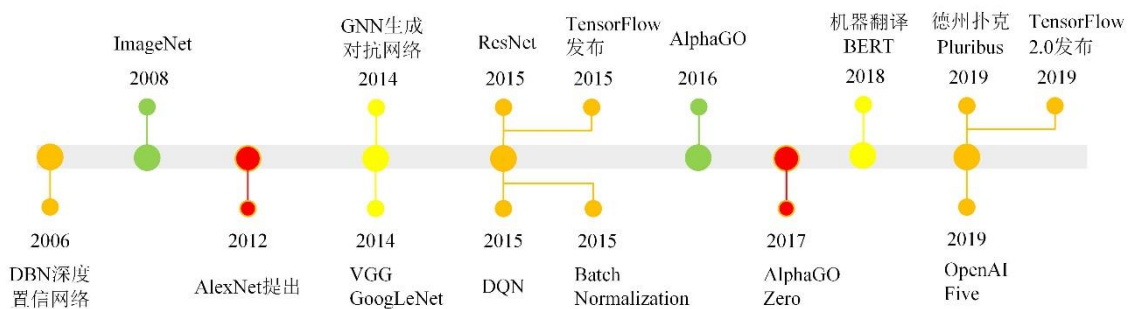 ImageNet
2008
GNN生成
对抗网络
2014
ResNet
2015
TensorFlow
发布
2015
AlphaGO
2016
机器翻译
BERT
2018
德州扑克
Pluribus
2019
TensorFlow
2.0发布
2019
2006
DBN深度
置信网络
2012
AlexNet提出
2014
VGG
GoogLeNet
2015
DQN
2015
Batch
Normalization
2017
AlphaGO
Zero
2019
OpenAI
Five